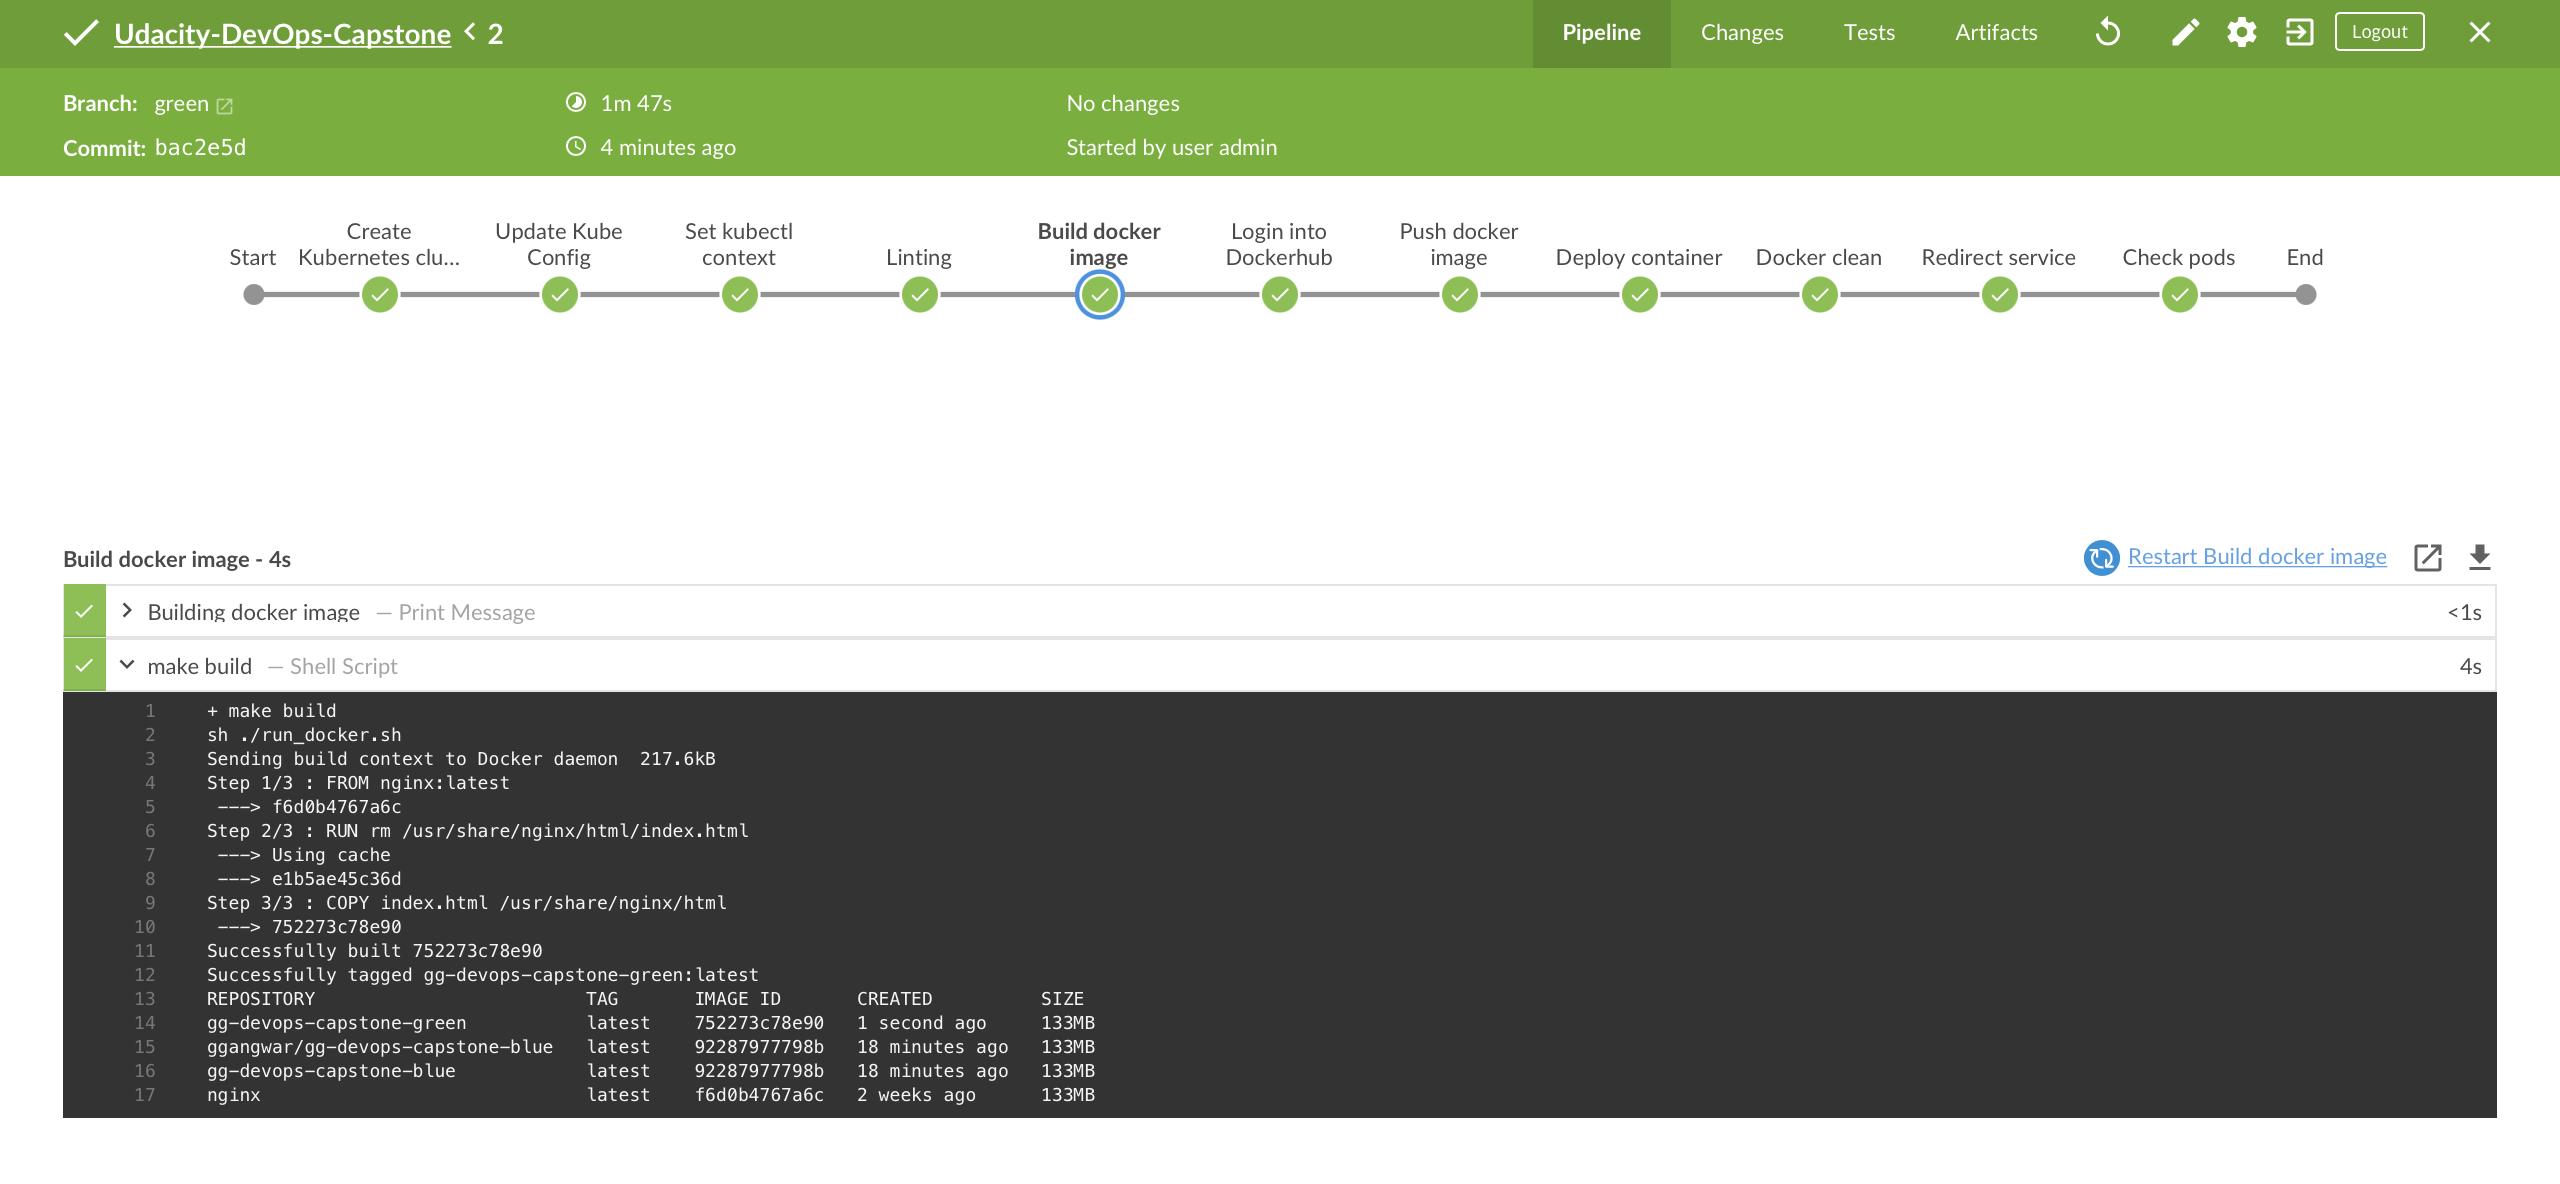 Udacity-DevOps-Capstone < 2
Pipeline Changes Tests Artifacts Logout
Branch: green
1m 47s
No changes
Commit: bac2e5d
4 minutes ago
Started by user admin
Start
Create
Kubernetes clu...
Update Kube
Config
Set kubectl
context
Linting
Build docker
image
Login into
Dockerhub
Push docker
image
Deploy container
Docker clean
Redirect service
Check pods
End
Build docker image - 4s
Restart Build docker image
Building docker image — Print Message <1s
make build — Shell Script 4s
1 + make build
2 sh ./run_docker.sh
3 Sending build context to Docker daemon  217.6kB
4 Step 1/3 : FROM nginx:latest
5  ---> f6d0b4767a6c
6 Step 2/3 : RUN rm /usr/share/nginx/html/index.html
7  ---> Using cache
8  ---> e1b5ae45c36d
9 Step 3/3 : COPY index.html /usr/share/nginx/html
10  ---> 752273c78e90
11 Successfully built 752273c78e90
12 Successfully tagged gg-devops-capstone-green:latest
13 REPOSITORY TAG IMAGE ID CREATED SIZE
14 gg-devops-capstone-green latest 752273c78e90 1 second ago 133MB
15 ggangwar/gg-devops-capstone-blue latest 92287977798b 18 minutes ago 133MB
16 gg-devops-capstone-blue latest 92287977798b 18 minutes ago 133MB
17 nginx latest f6d0b4767a6c 2 weeks ago 133MB